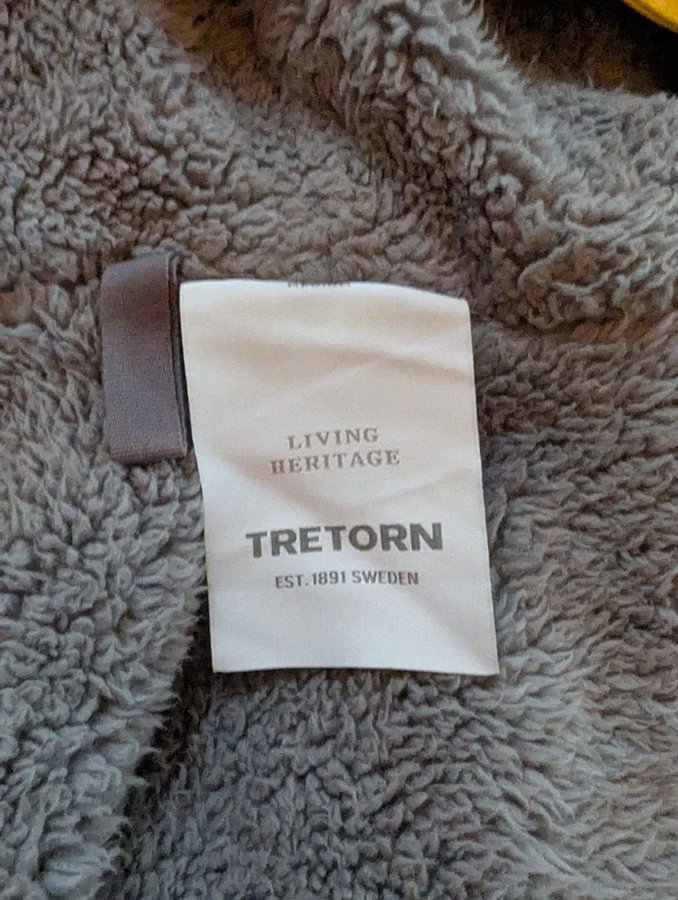 LIVING
HERITAGE
TRETORN
EST. 1891 SWEDEN